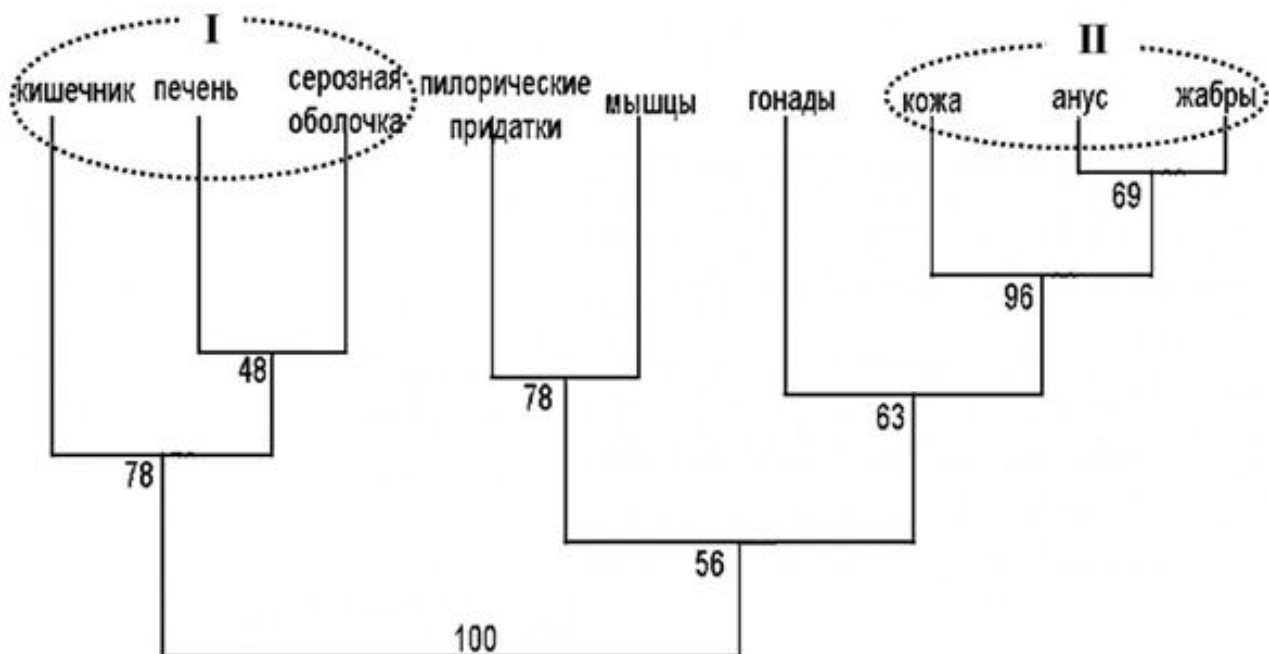 I
II
кишечник печень серозная оболочка пилорические придатки мышцы гонады кожа анус жабры
69
96
48
78
63
78
56
100